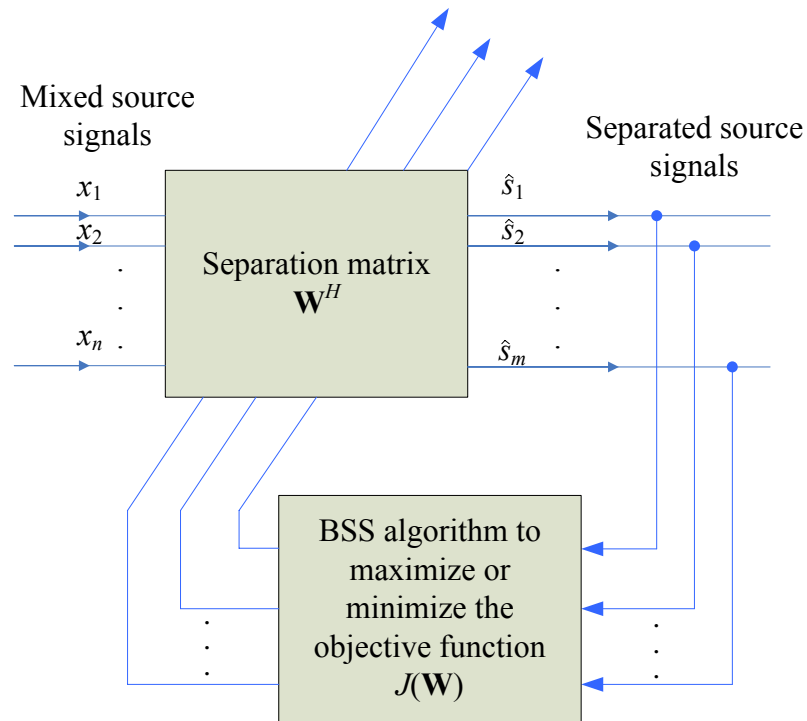 Mixed source
signals
Separated source
signals
x₁
x₂
.
.
.
xₙ
Separation matrix
𝐖ᴴ
ŝ₁
ŝ₂
.
.
.
ŝₘ
BSS algorithm to
maximize or
minimize the
objective function
J(𝐖)
.
.
.
.
.
.